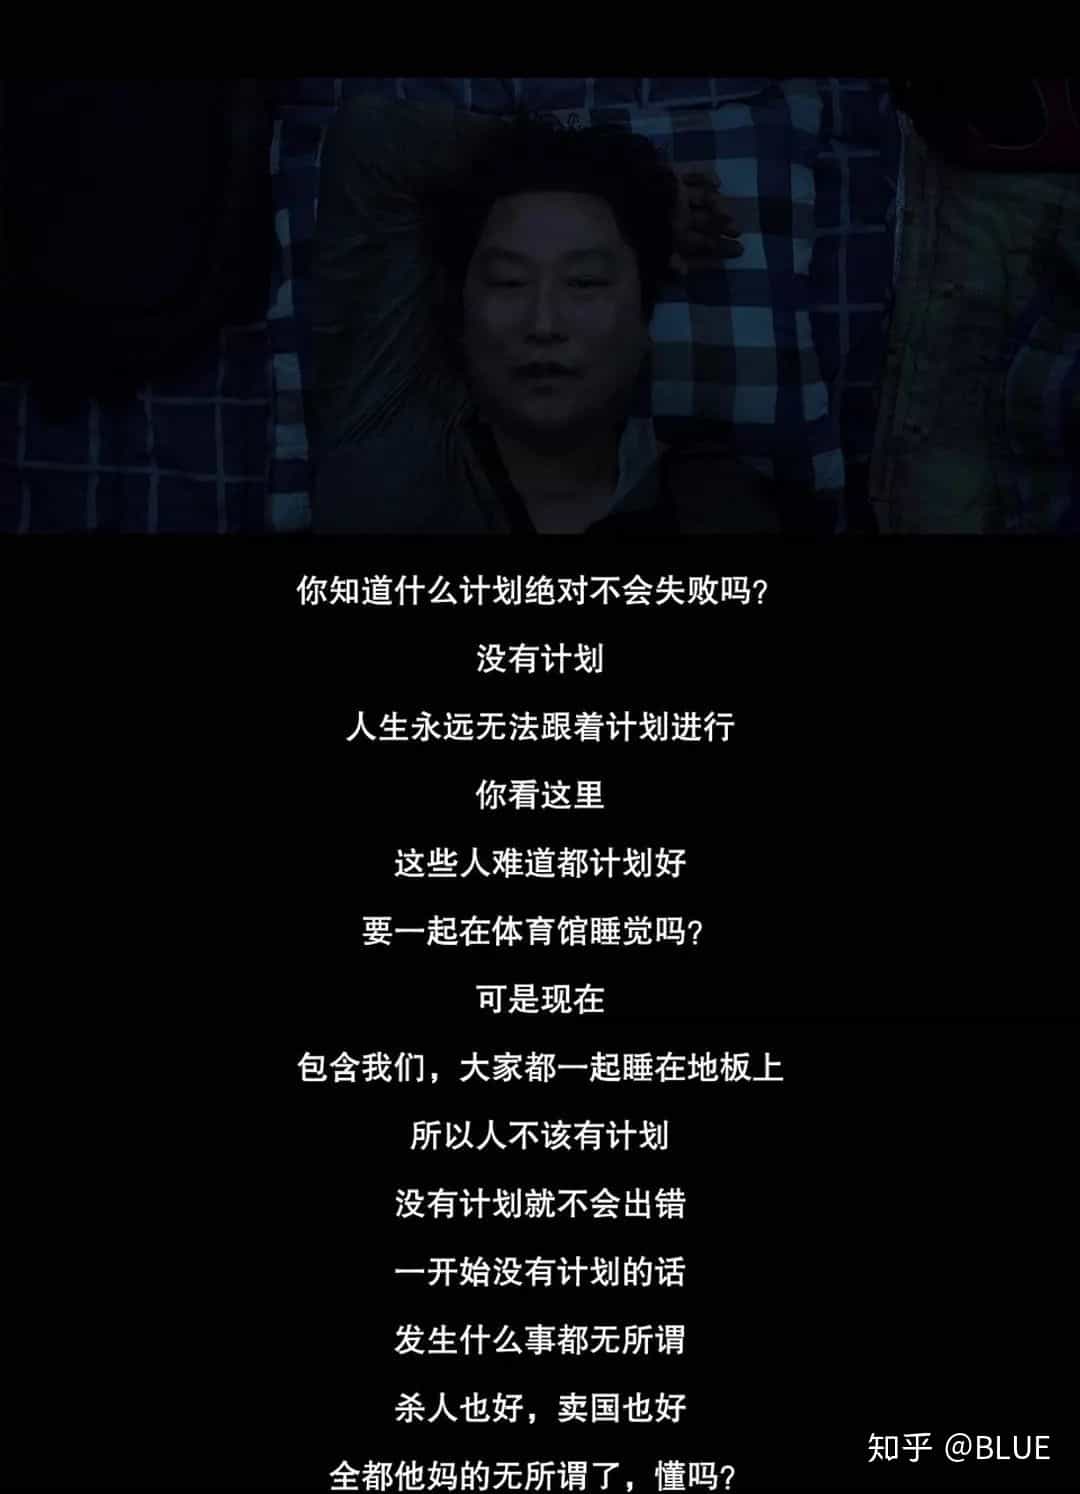 你知道什么计划绝对不会失败吗？
没有计划
人生永远无法跟着计划进行
你看这里
这些人难道都计划好
要一起在体育馆睡觉吗？
可是现在
包含我们，大家都一起睡在地板上
所以人不该有计划
没有计划就不会出错
一开始没有计划的话
发生什么事都无所谓
杀人也好，卖国也好
知乎 @BLUE
全都他妈的无所谓了，懂吗？